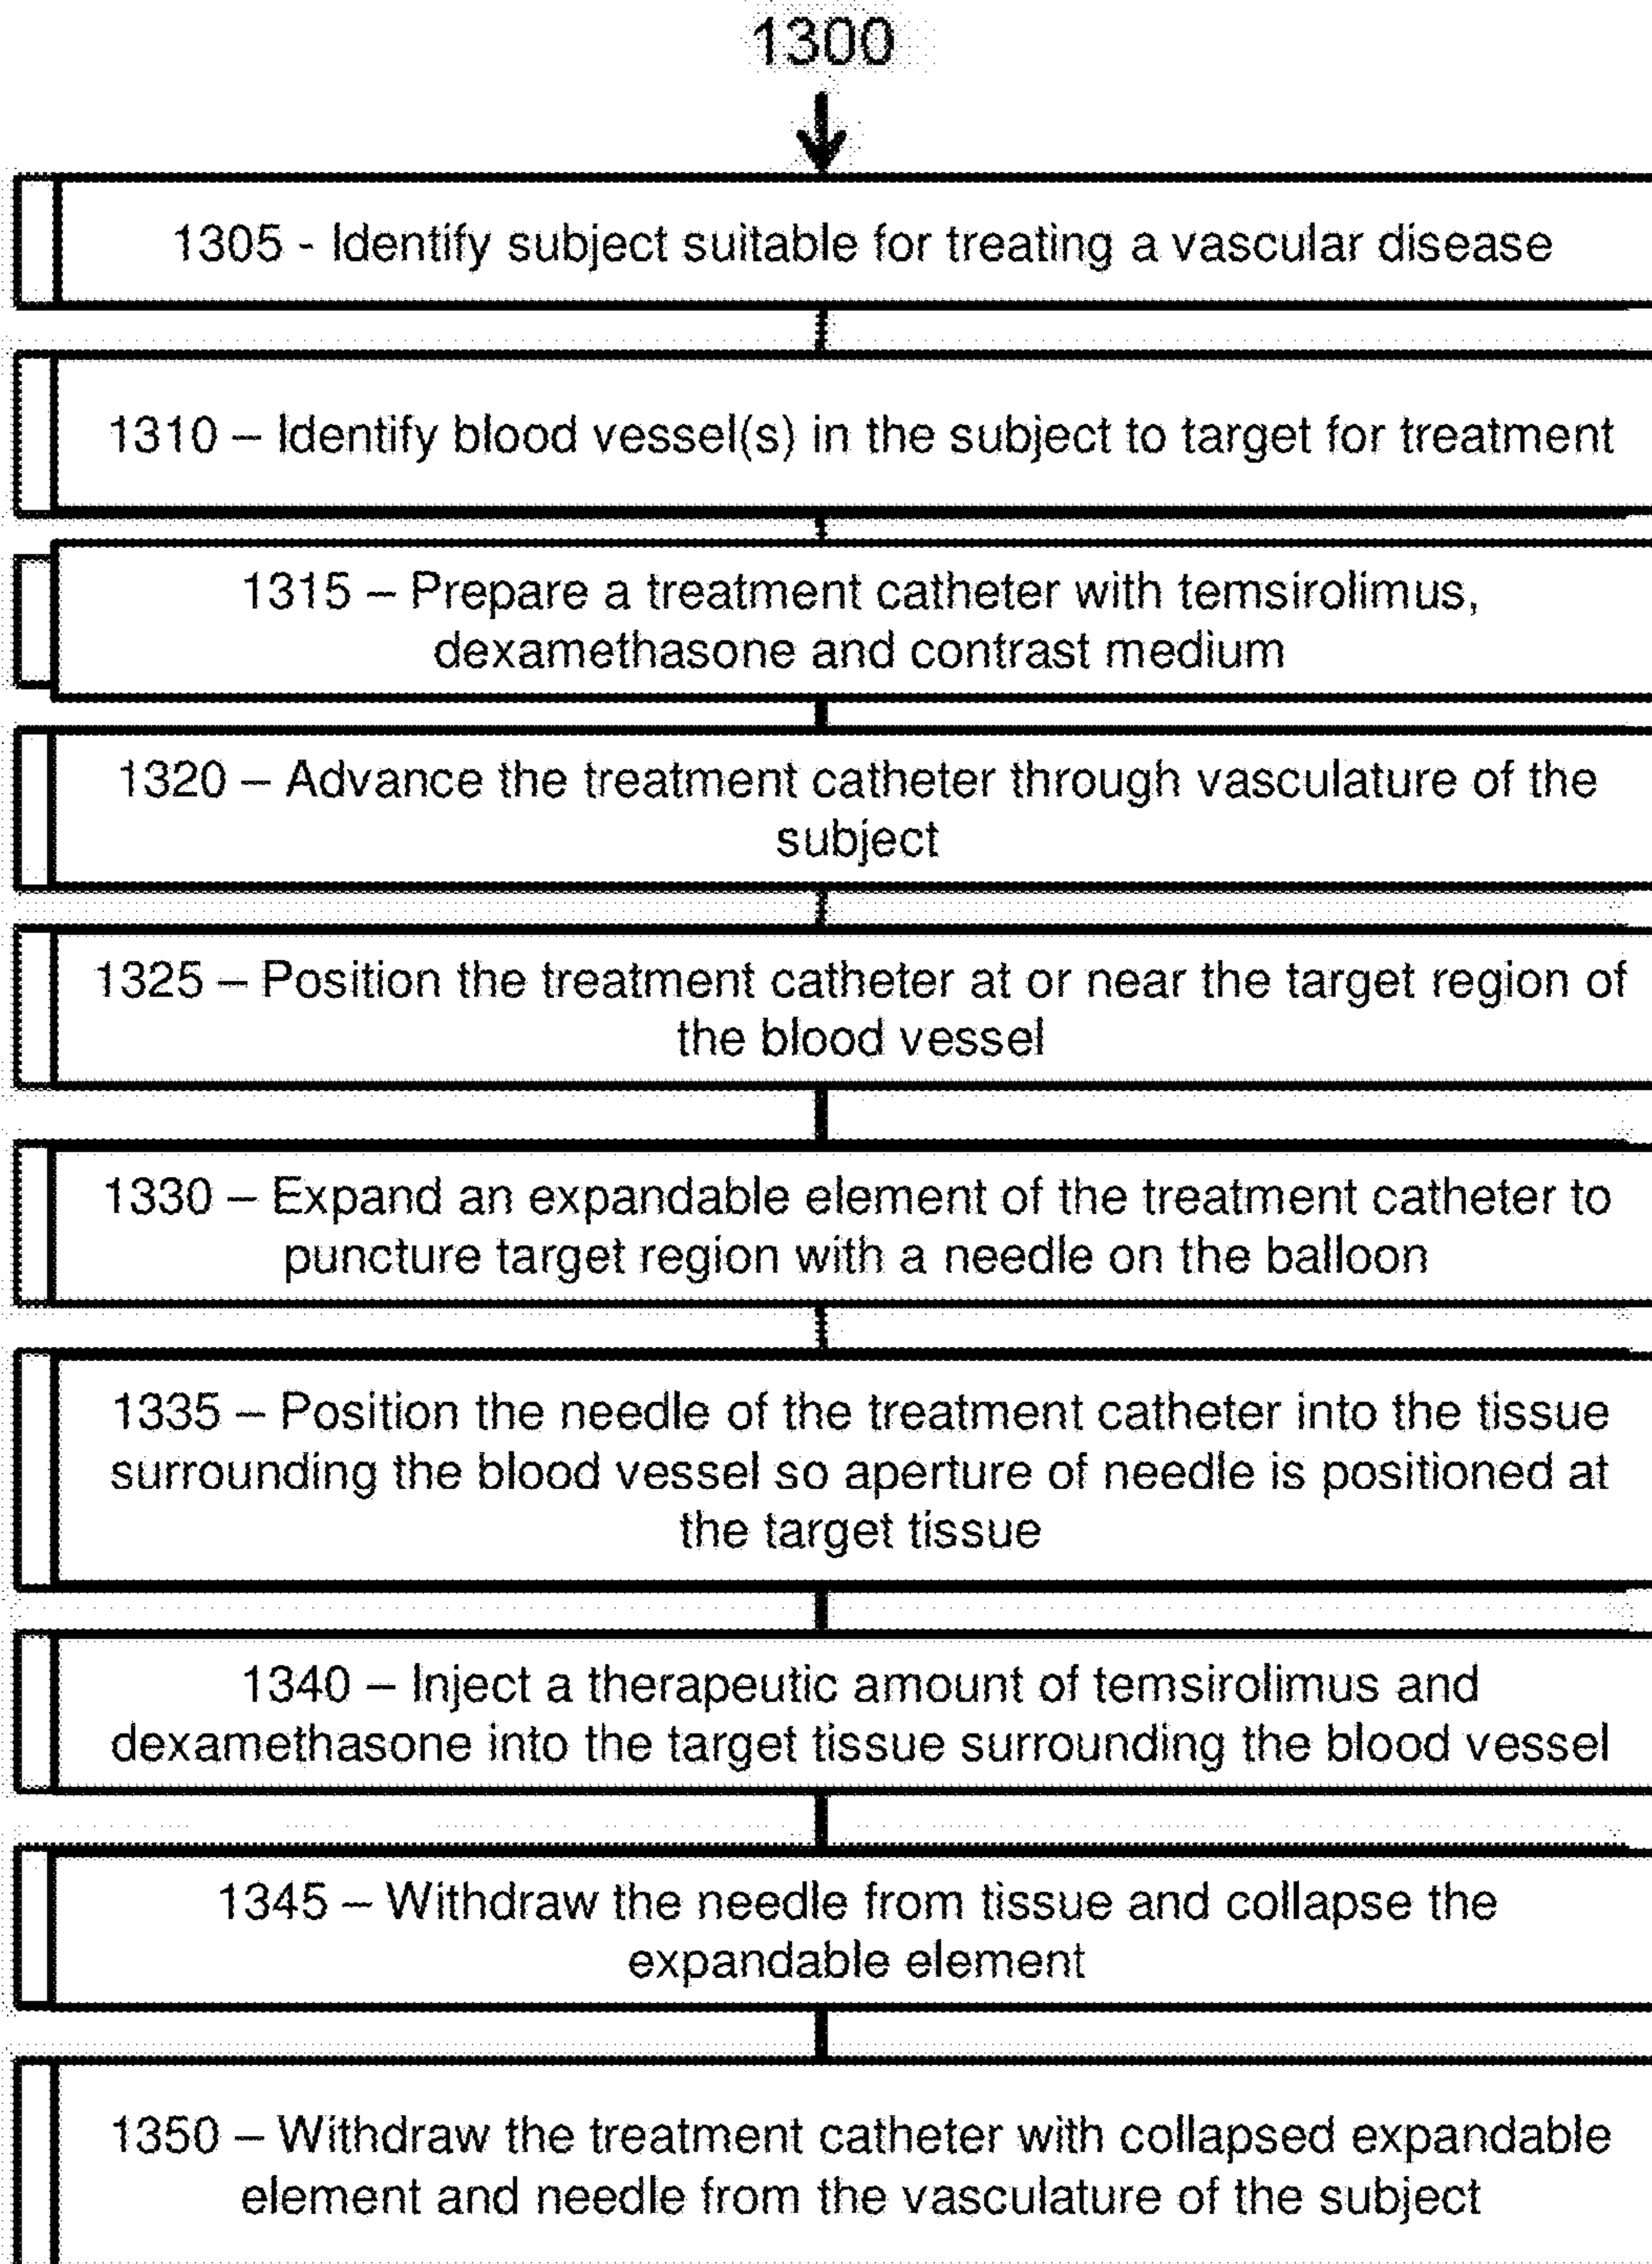 1300
1305 - Identify subject suitable for treating a vascular disease
1310 – Identify blood vessel(s) in the subject to target for treatment
1315 – Prepare a treatment catheter with temsirolimus,
dexamethasone and contrast medium
1320 – Advance the treatment catheter through vasculature of the
subject
1325 – Position the treatment catheter at or near the target region of
the blood vessel
1330 – Expand an expandable element of the treatment catheter to
puncture target region with a needle on the balloon
1335 – Position the needle of the treatment catheter into the tissue
surrounding the blood vessel so aperture of needle is positioned at
the target tissue
1340 – Inject a therapeutic amount of temsirolimus and
dexamethasone into the target tissue surrounding the blood vessel
1345 – Withdraw the needle from tissue and collapse the
expandable element
1350 – Withdraw the treatment catheter with collapsed expandable
element and needle from the vasculature of the subject